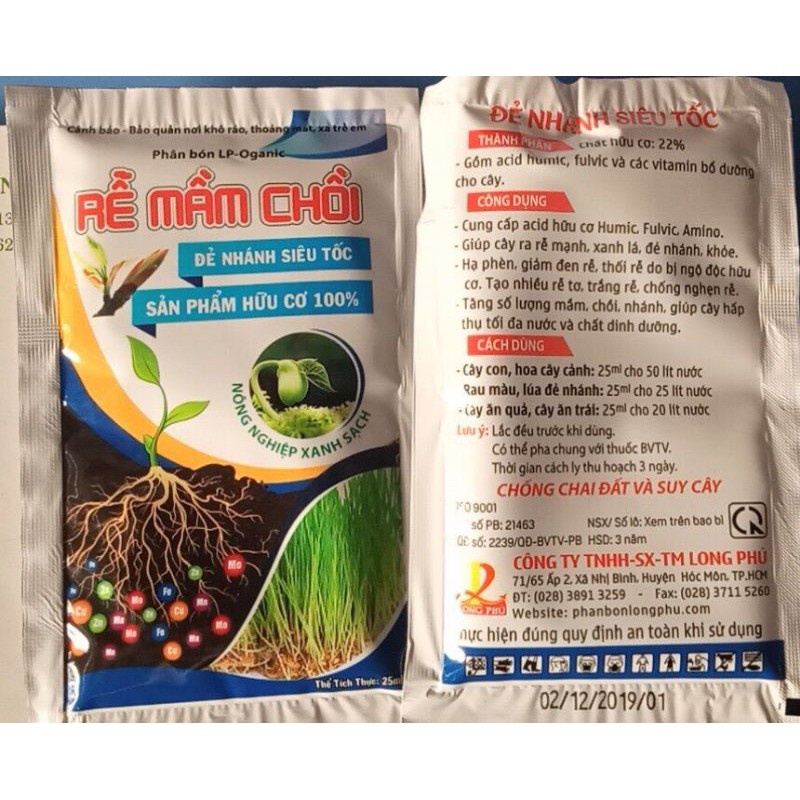 Cảnh báo - Bảo quản nơi khô ráo, thoáng mát, xa trẻ em
Phân bón LP-Oganic
RỄ MẦM CHỒI
ĐẺ NHÁNH SIÊU TỐC
SẢN PHẨM HỮU CƠ 100%
NÔNG NGHIỆP XANH SẠCH
Thể Tích Thực: 25ml
ĐẺ NHÁNH SIÊU TỐC
THÀNH PHẦN chất hữu cơ: 22%
- Gồm acid humic, fulvic và các vitamin bổ dưỡng
cho cây.
CÔNG DỤNG
- Cung cấp acid hữu cơ Humic, Fulvic, Amino.
- Giúp cây ra rễ mạnh, xanh lá, đẻ nhánh, khỏe.
- Hạ phèn, giảm đen rễ, thối rễ do bị ngộ độc hữu
cơ. Tạo nhiều rễ tơ, trắng rễ, chống nghẹn rễ.
- Tăng số lượng mầm, chồi, nhánh, giúp cây hấp
thụ tối đa nước và chất dinh dưỡng.
CÁCH DÙNG
- Cây con, hoa cây cảnh: 25ml cho 50 lít nước
Rau màu, lúa đẻ nhánh: 25ml cho 25 lít nước
- Cây ăn quả, cây ăn trái: 25ml cho 20 lít nước
Lưu ý: Lắc đều trước khi dùng.
Có thể pha chung với thuốc BVTV.
Thời gian cách ly thu hoạch 3 ngày.
CHỐNG CHAI ĐẤT VÀ SUY CÂY
ISO 9001
số PB: 21463 NSX/ Số lô: Xem trên bao bì
QĐ số: 2239/QĐ-BVTV-PB HSD: 3 năm
CÔNG TY TNHH-SX-TM LONG PHÚ
71/65 Ấp 2, Xã Nhị Bình, Huyện Hóc Môn, TP.HCM
ĐT: (028) 3891 3259 - Fax: (028) 3711 5260
Website: phanbonlongphu.com
LONG PHÚ
Thực hiện đúng quy định an toàn khi sử dụng
02/12/2019/01